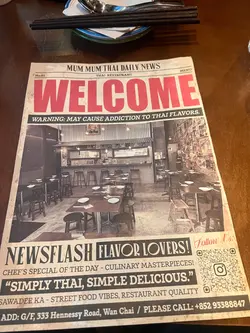 MUM MUM THAI DAILY NEWS
THAI RESTAURANT
WELCOME
WARNING: MAY CAUSE ADDICTION TO THAI FLAVORS.
NEWSFLASH FLAVOR LOVERS!
Follow Us
CHEF'S SPECIAL OF THE DAY - CULINARY MASTERPIECES!
"SIMPLY THAI, SIMPLE DELICIOUS."
SAWADEE KA - STREET FOOD VIBES, RESTAURANT QUALITY
ADD: G/F, 333 Hennessy Road, Wan Chai / PLEASE CALL: +852 93388847